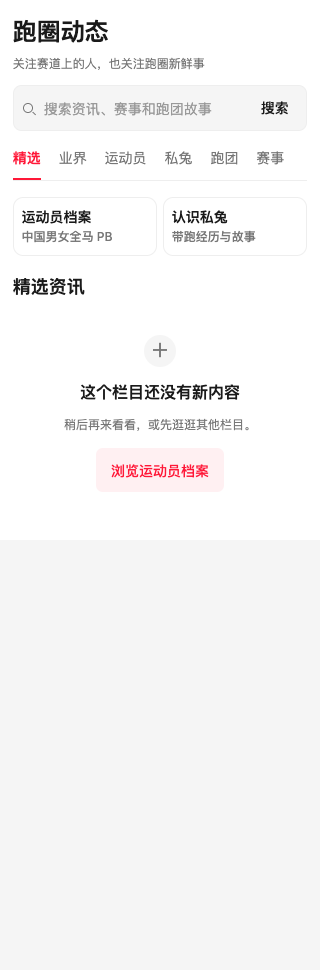 跑圈动态
关注赛道上的人，也关注跑圈新鲜事
搜索资讯、赛事和跑团故事 搜索
精选 业界 运动员 私兔 跑团 赛事
运动员档案
中国男女全马 PB
认识私兔
带跑经历与故事
精选资讯
这个栏目还没有新内容
稍后再来看看，或先逛逛其他栏目。
浏览运动员档案